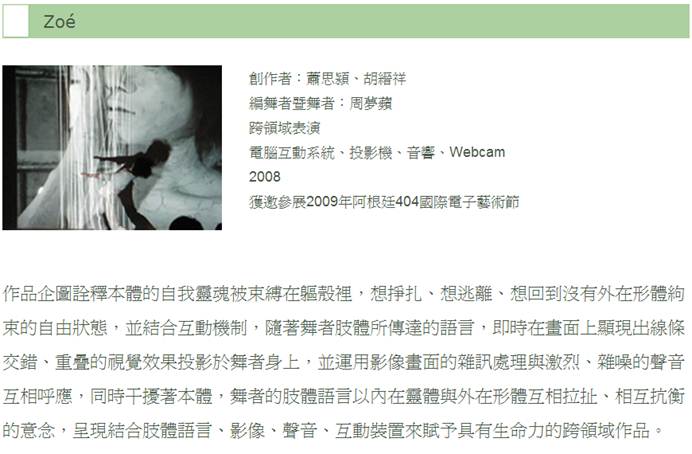 Zoé
創作者：蕭思穎、胡縉祥
編舞者暨舞者：周夢蘋
跨領域表演
電腦互動系統、投影機、音響、Webcam
2008
獲邀參展2009年阿根廷404國際電子藝術節
作品企圖詮釋本體的自我靈魂被束縛在軀殼裡，想掙扎、想逃離、想回到沒有外在形體約
束的自由狀態，並結合互動機制，隨著舞者肢體所傳達的語言，即時在畫面上顯現出線條
交錯、重疊的視覺效果投影於舞者身上，並運用影像畫面的雜訊處理與激烈、雜噪的聲音
互相呼應，同時干擾著本體，舞者的肢體語言以內在靈體與外在形體互相拉扯、相互抗衡
的意念，呈現結合肢體語言、影像、聲音、互動裝置來賦予具有生命力的跨領域作品。